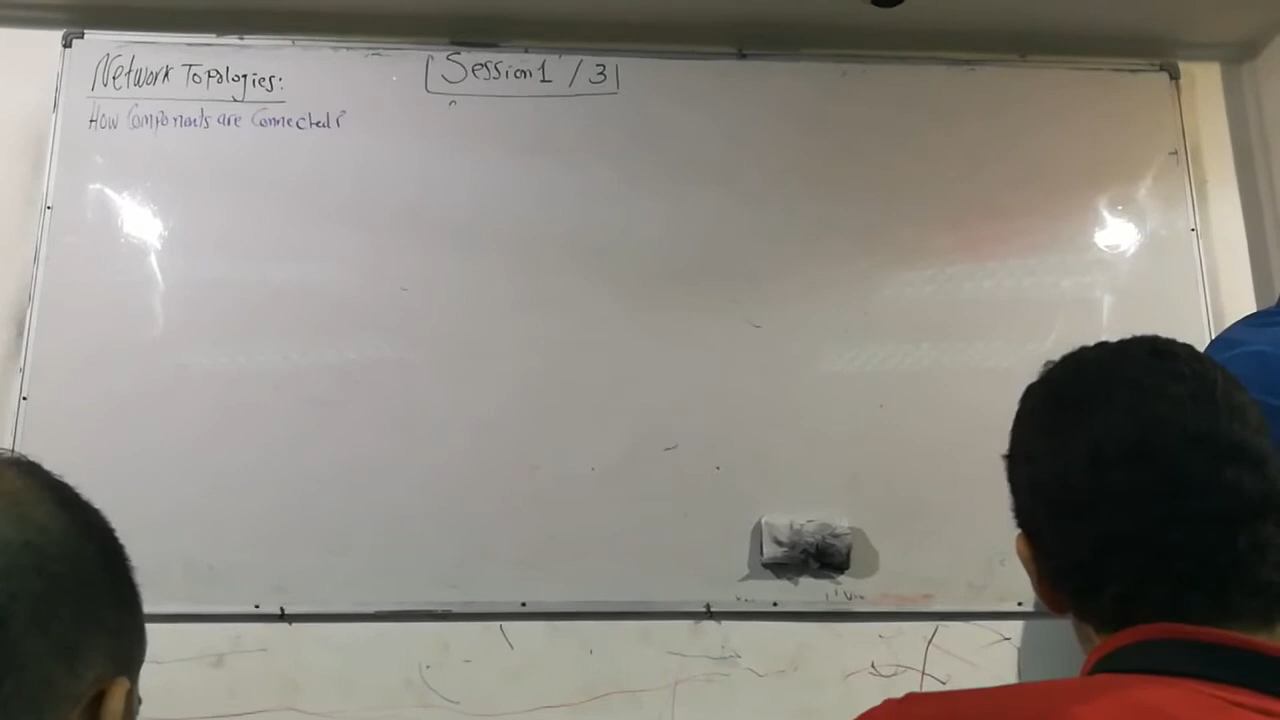 Network Topologies:
[Session 1 / 3]
How Components are Connected?